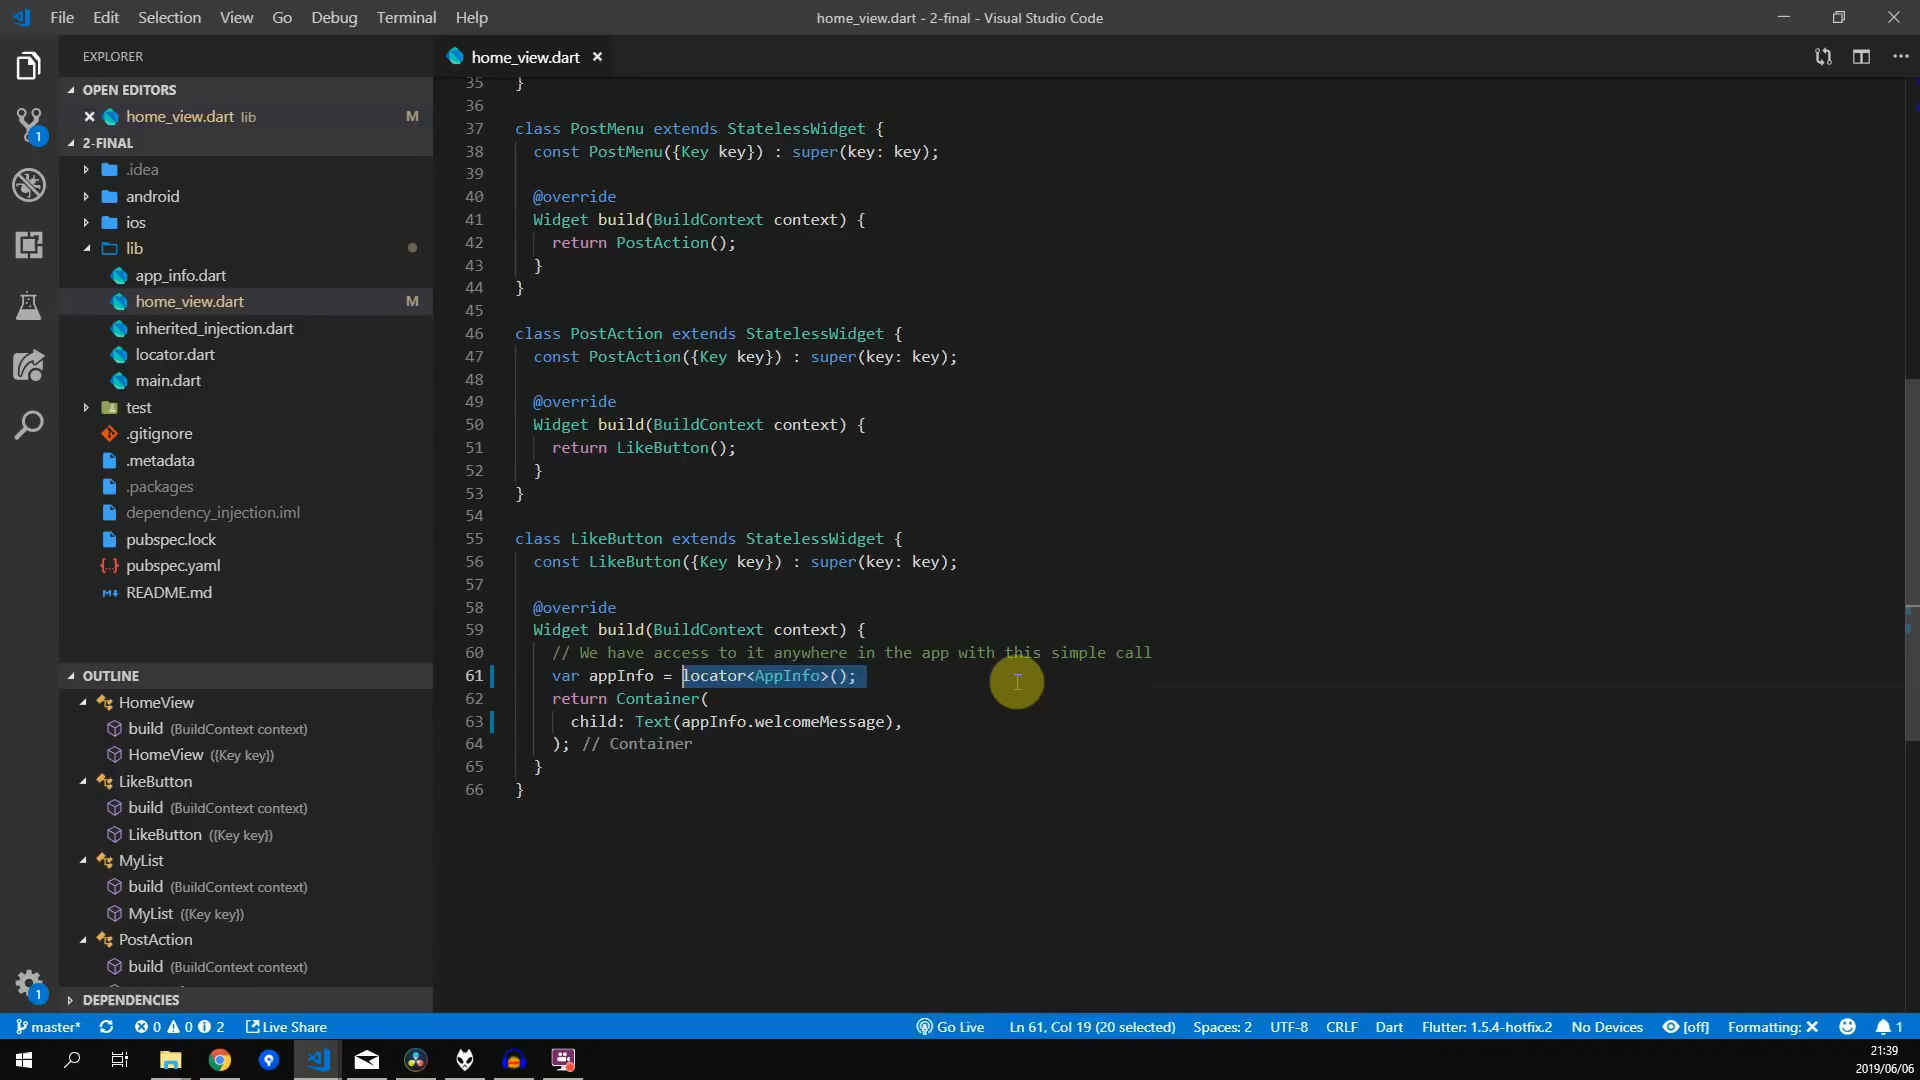 File Edit Selection View Go Debug Terminal Help
home_view.dart - 2-final - Visual Studio Code
EXPLORER
OPEN EDITORS
home_view.dart lib M
2-FINAL
.idea
android
ios
lib
app_info.dart
home_view.dart M
inherited_injection.dart
locator.dart
main.dart
test
.gitignore
.metadata
.packages
dependency_injection.iml
pubspec.lock
pubspec.yaml
README.md
OUTLINE
HomeView
build (BuildContext context)
HomeView ({Key key})
LikeButton
build (BuildContext context)
LikeButton ({Key key})
MyList
build (BuildContext context)
MyList ({Key key})
PostAction
build (BuildContext context)
DEPENDENCIES
1
1
home_view.dart
35 }
36
37 class PostMenu extends StatelessWidget {
38 const PostMenu({Key key}) : super(key: key);
39
40 @override
41 Widget build(BuildContext context) {
42 return PostAction();
43 }
44 }
45
46 class PostAction extends StatelessWidget {
47 const PostAction({Key key}) : super(key: key);
48
49 @override
50 Widget build(BuildContext context) {
51 return LikeButton();
52 }
53 }
54
55 class LikeButton extends StatelessWidget {
56 const LikeButton({Key key}) : super(key: key);
57
58 @override
59 Widget build(BuildContext context) {
60 // We have access to it anywhere in the app with this simple call
61 var appInfo = locator<AppInfo>();
62 return Container(
63 child: Text(appInfo.welcomeMessage),
64 ); // Container
65 }
66 }
master* 0 0 2 Live Share Go Live Ln 61, Col 19 (20 selected) Spaces: 2 UTF-8 CRLF Dart Flutter: 1.5.4-hotfix.2 No Devices [off] Formatting: 1
21:39
2019/06/06